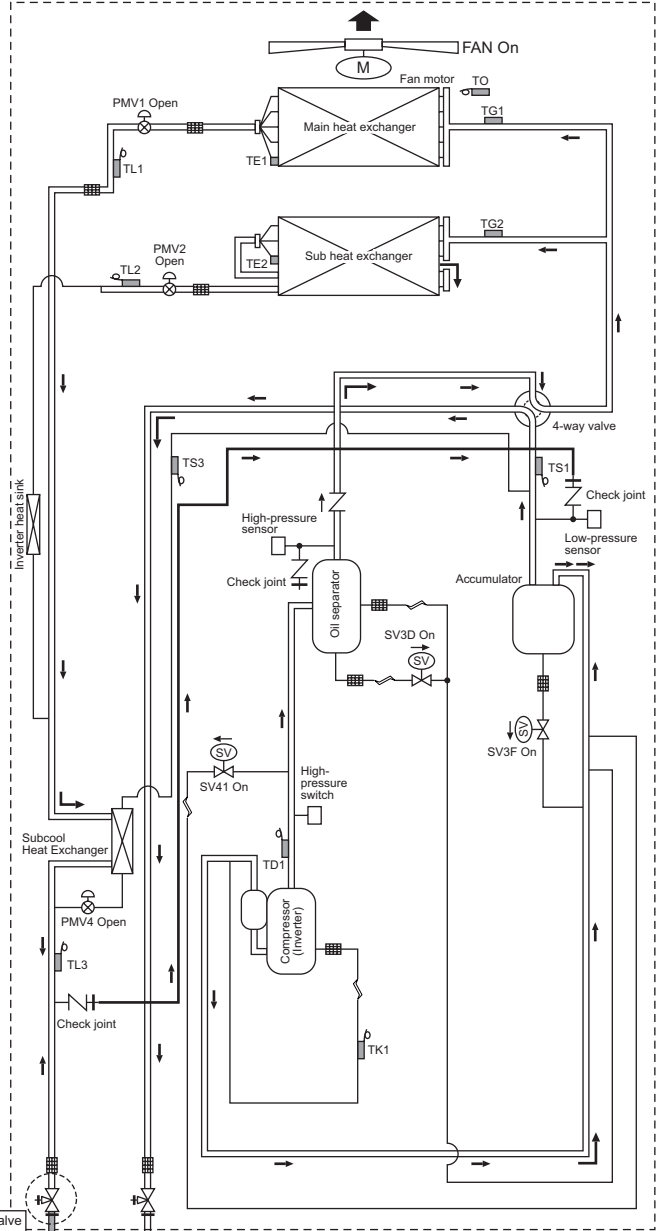 FAN On
M
Fan motor
TO
PMV1 Open
Main heat exchanger
TG1
TE1
TL1
TG2
PMV2
Open
TL2
TE2
Sub heat exchanger
4-way valve
TS3
TS1
Check joint
High-pressure
sensor
Low-pressure
sensor
Inverter heat sink
Check joint
Oil separator
Accumulator
SV3D On
SV
SV
SV3F On
SV
SV41 On
High-
pressure
switch
Subcool
Heat Exchanger
TD1
PMV4 Open
Compressor
(Inverter)
TL3
Check joint
TK1
alve